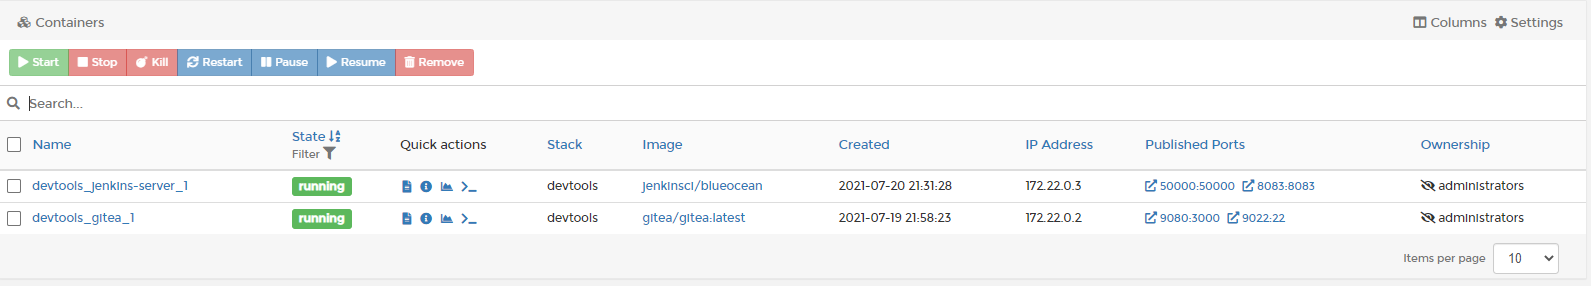 Containers Columns Settings
Start Stop Kill Restart Pause Resume Remove
Search...
Name State Filter Quick actions Stack Image Created IP Address Published Ports Ownership
devtools_jenkins-server_1 running devtools jenkinsci/blueocean 2021-07-20 21:31:28 172.22.0.3 50000:50000 8083:8083 administrators
devtools_gitea_1 running devtools gitea/gitea:latest 2021-07-19 21:58:23 172.22.0.2 9080:3000 9022:22 administrators
Items per page 10